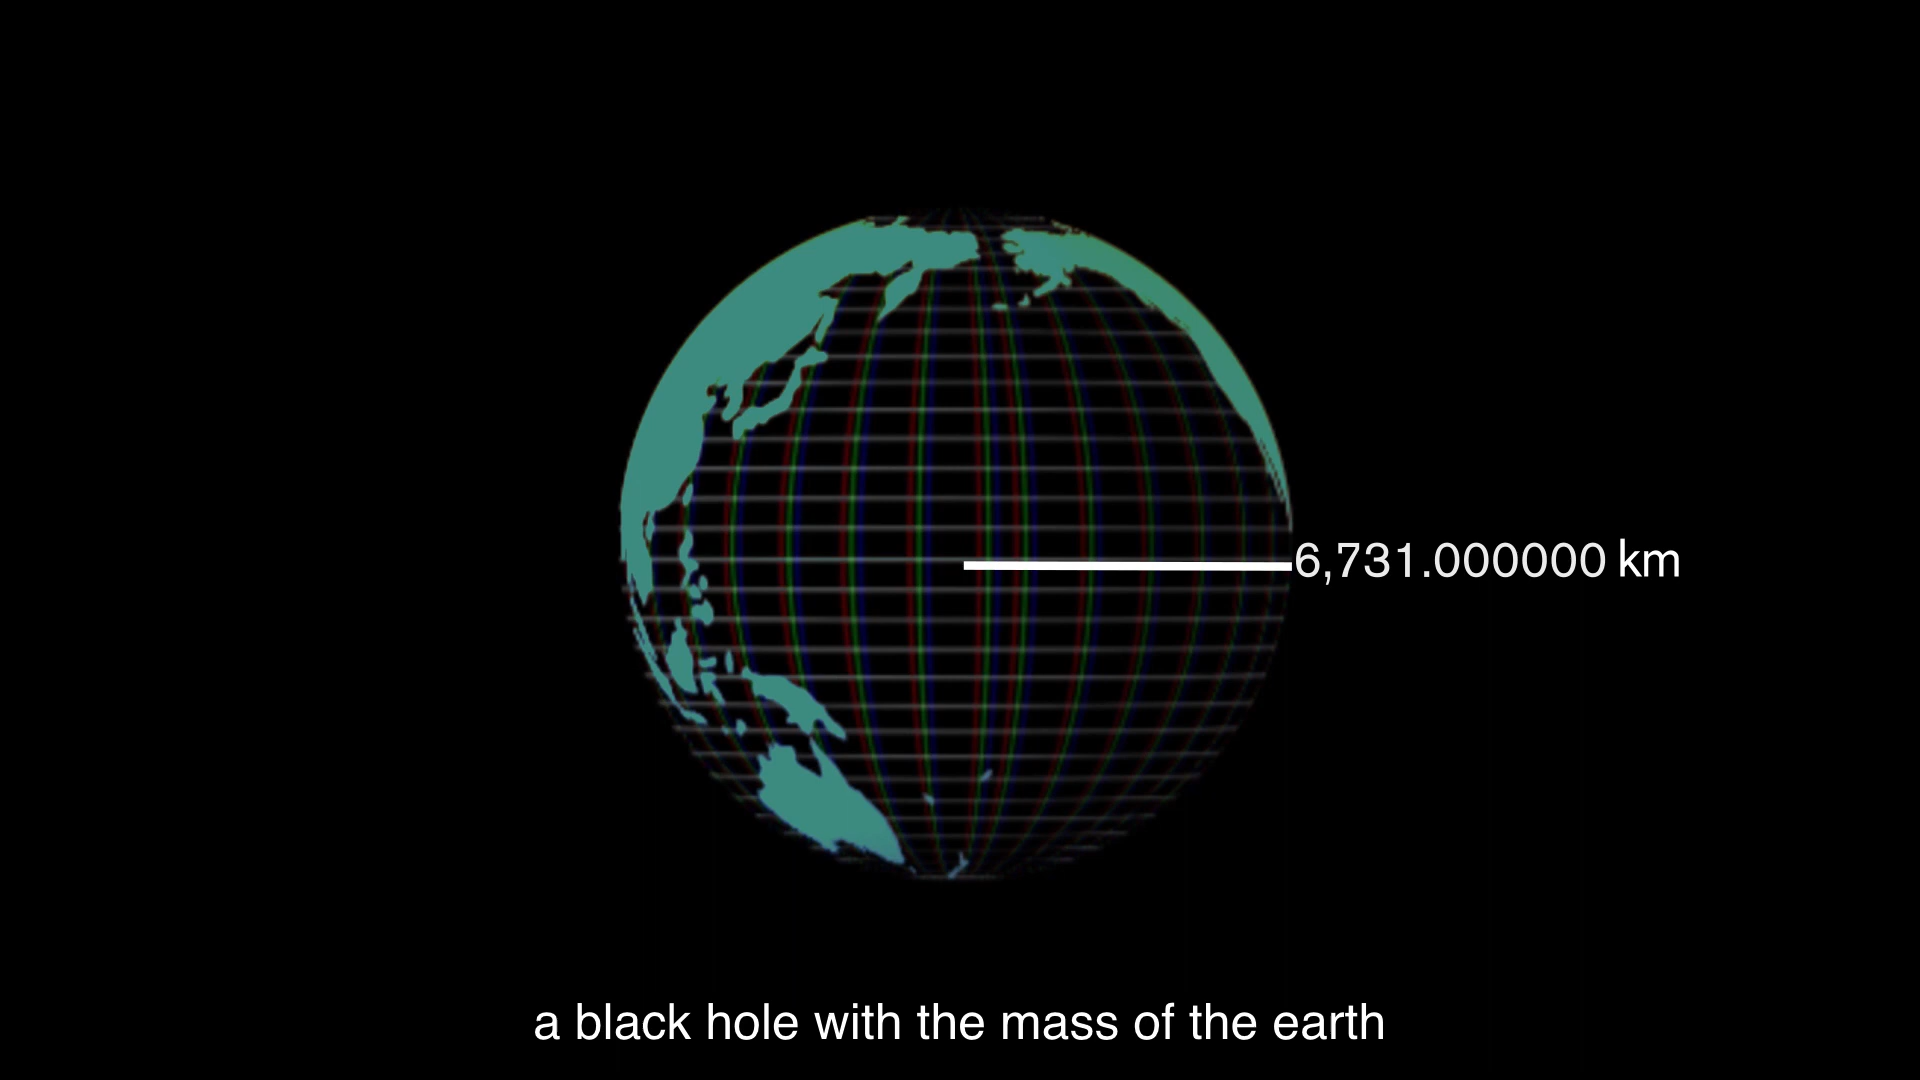 6,731.000000 km
a black hole with the mass of the earth